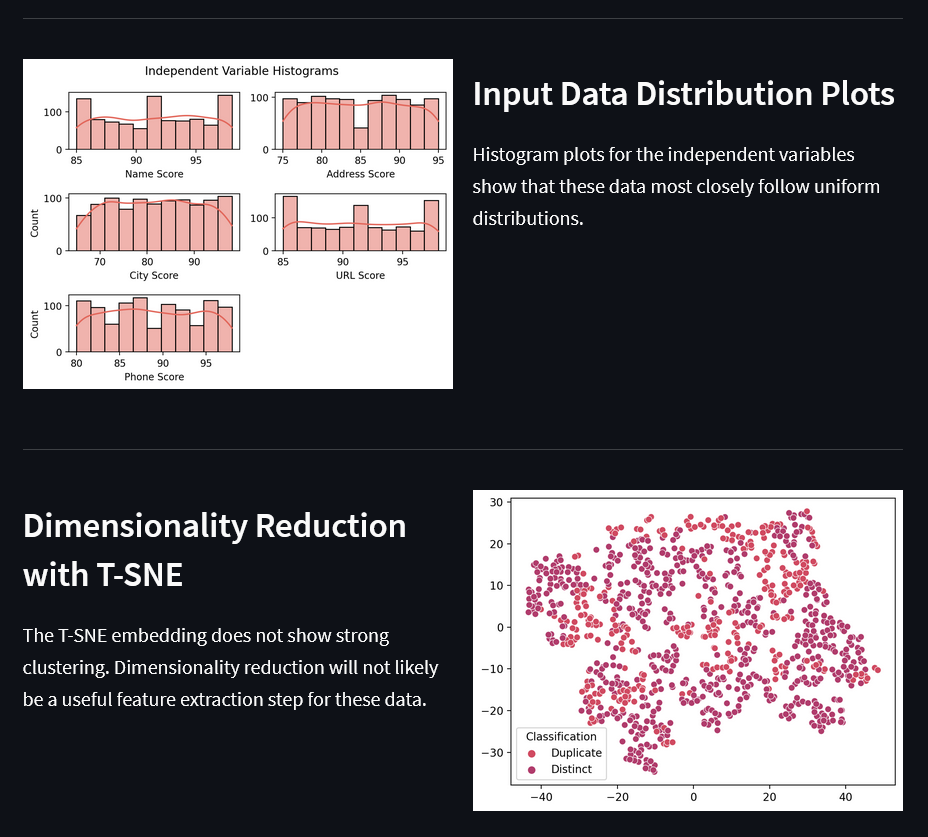 Independent Variable Histograms
100
0
85 90 95
Name Score
100
0
75 80 85 90 95
Address Score
Count
100
0
70 80 90
City Score
100
0
85 90 95
URL Score
Count
100
0
80 85 90 95
Phone Score
Input Data Distribution Plots
Histogram plots for the independent variables
show that these data most closely follow uniform
distributions.
Dimensionality Reduction
with T-SNE
The T-SNE embedding does not show strong
clustering. Dimensionality reduction will not likely
be a useful feature extraction step for these data.
30
20
10
0
−10
−20
−30
Classification
Duplicate
Distinct
−40 −20 0 20 40